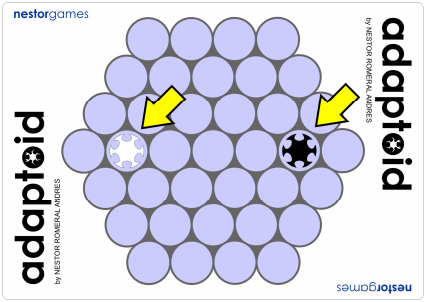 nestorgames
adaptoid
by NESTOR ROMERAL ANDRES
adaptoid
by NESTOR ROMERAL ANDRES
nestorgames